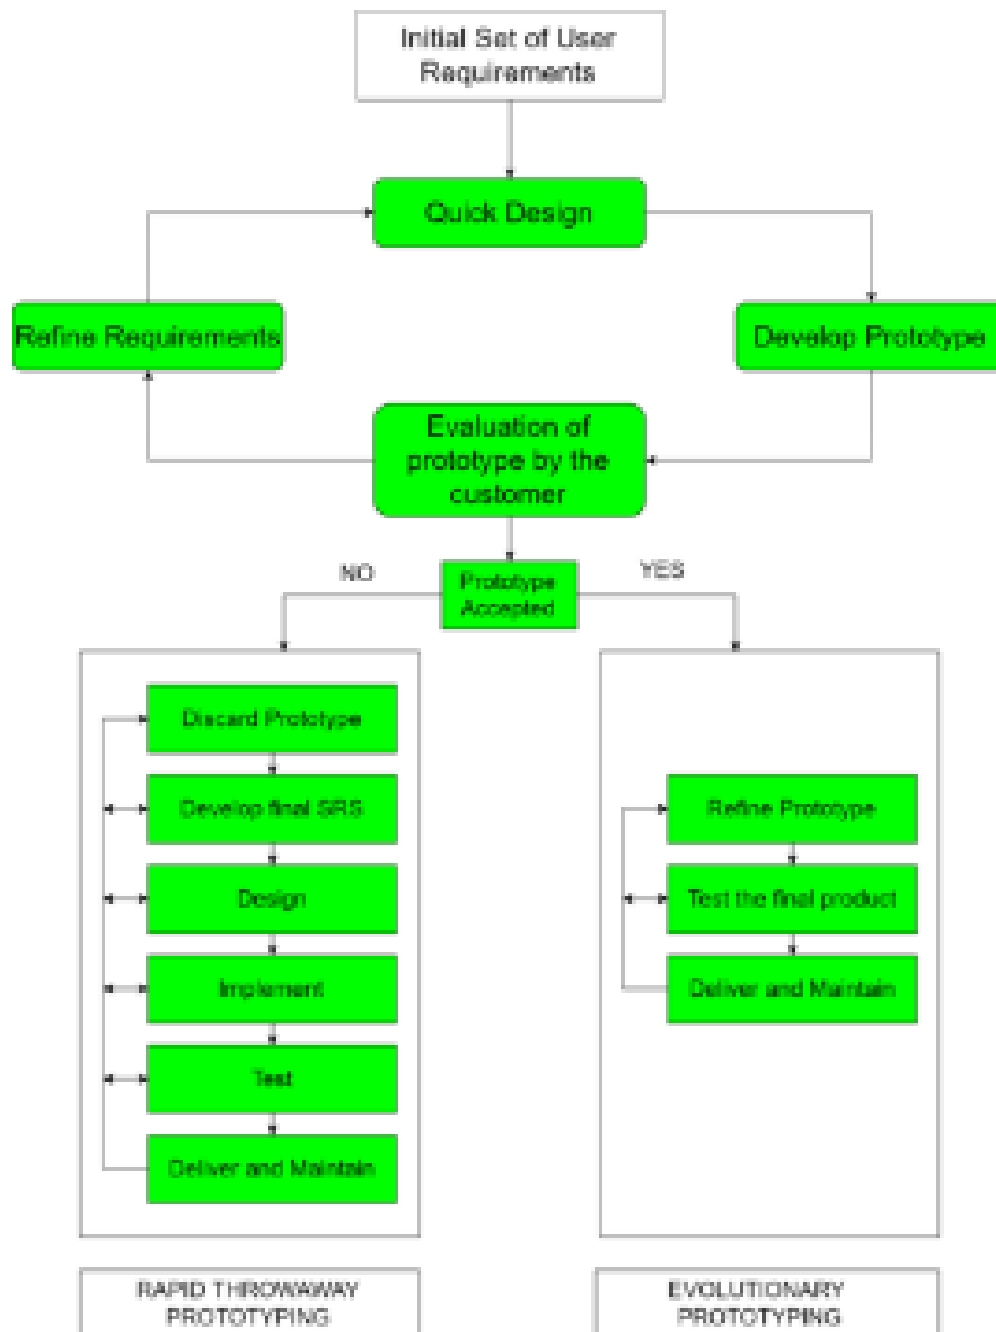 Initial Set of User
Requirements
Quick Design
Refine Requirements
Develop Prototype
Evaluation of
prototype by the
customer
NO
YES
Prototype
Accepted
Discard Prototype
Develop final SRS
Design
Implement
Test
Deliver and Maintain
Refine Prototype
Test the final product
Deliver and Maintain
RAPID THROWAWAY
PROTOTYPING
EVOLUTIONARY
PROTOTYPING